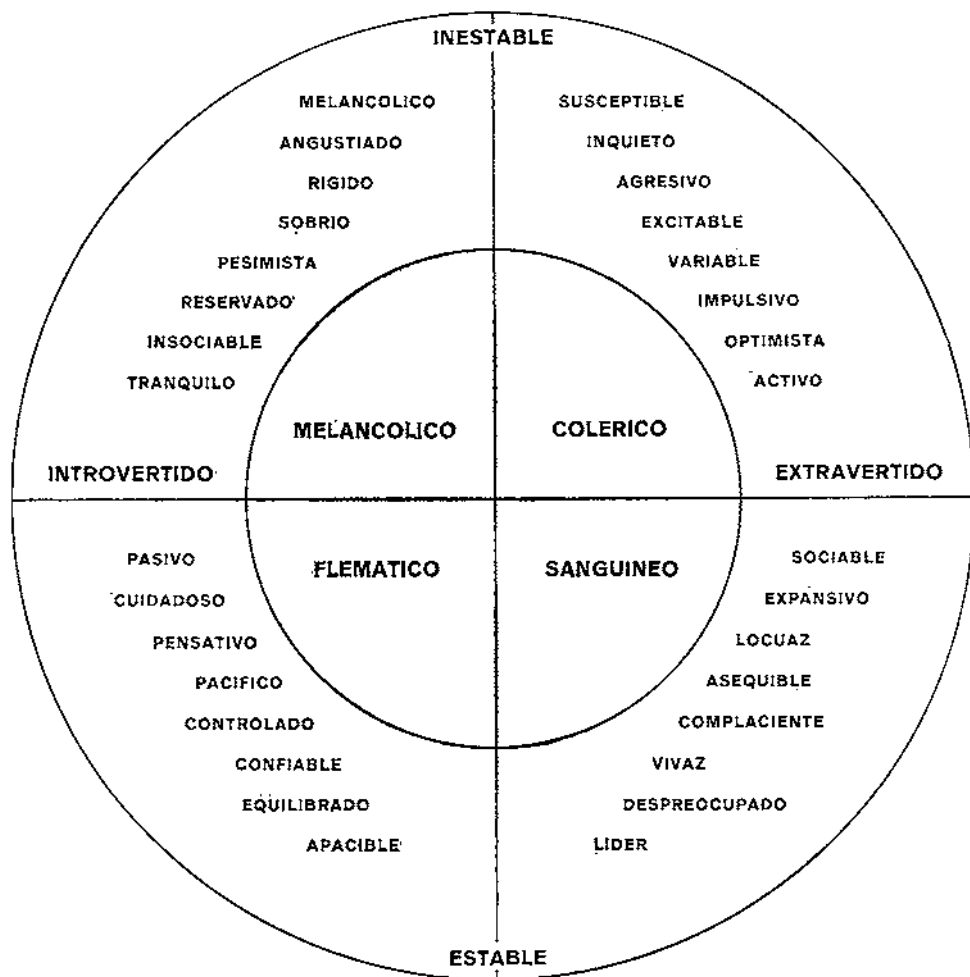 INESTABLE
MELANCOLICO
ANGUSTIADO
RIGIDO
SOBRIO
PESIMISTA
RESERVADO
INSOCIABLE
TRANQUILO
SUSCEPTIBLE
INQUIETO
AGRESIVO
EXCITABLE
VARIABLE
IMPULSIVO
OPTIMISTA
ACTIVO
MELANCOLICO
COLERICO
INTROVERTIDO
EXTRAVERTIDO
FLEMATICO
SANGUINEO
PASIVO
CUIDADOSO
PENSATIVO
PACIFICO
CONTROLADO
CONFIABLE
EQUILIBRADO
APACIBLE
SOCIABLE
EXPANSIVO
LOCUAZ
ASEQUIBLE
COMPLACIENTE
VIVAZ
DESPREOCUPADO
LIDER
ESTABLE